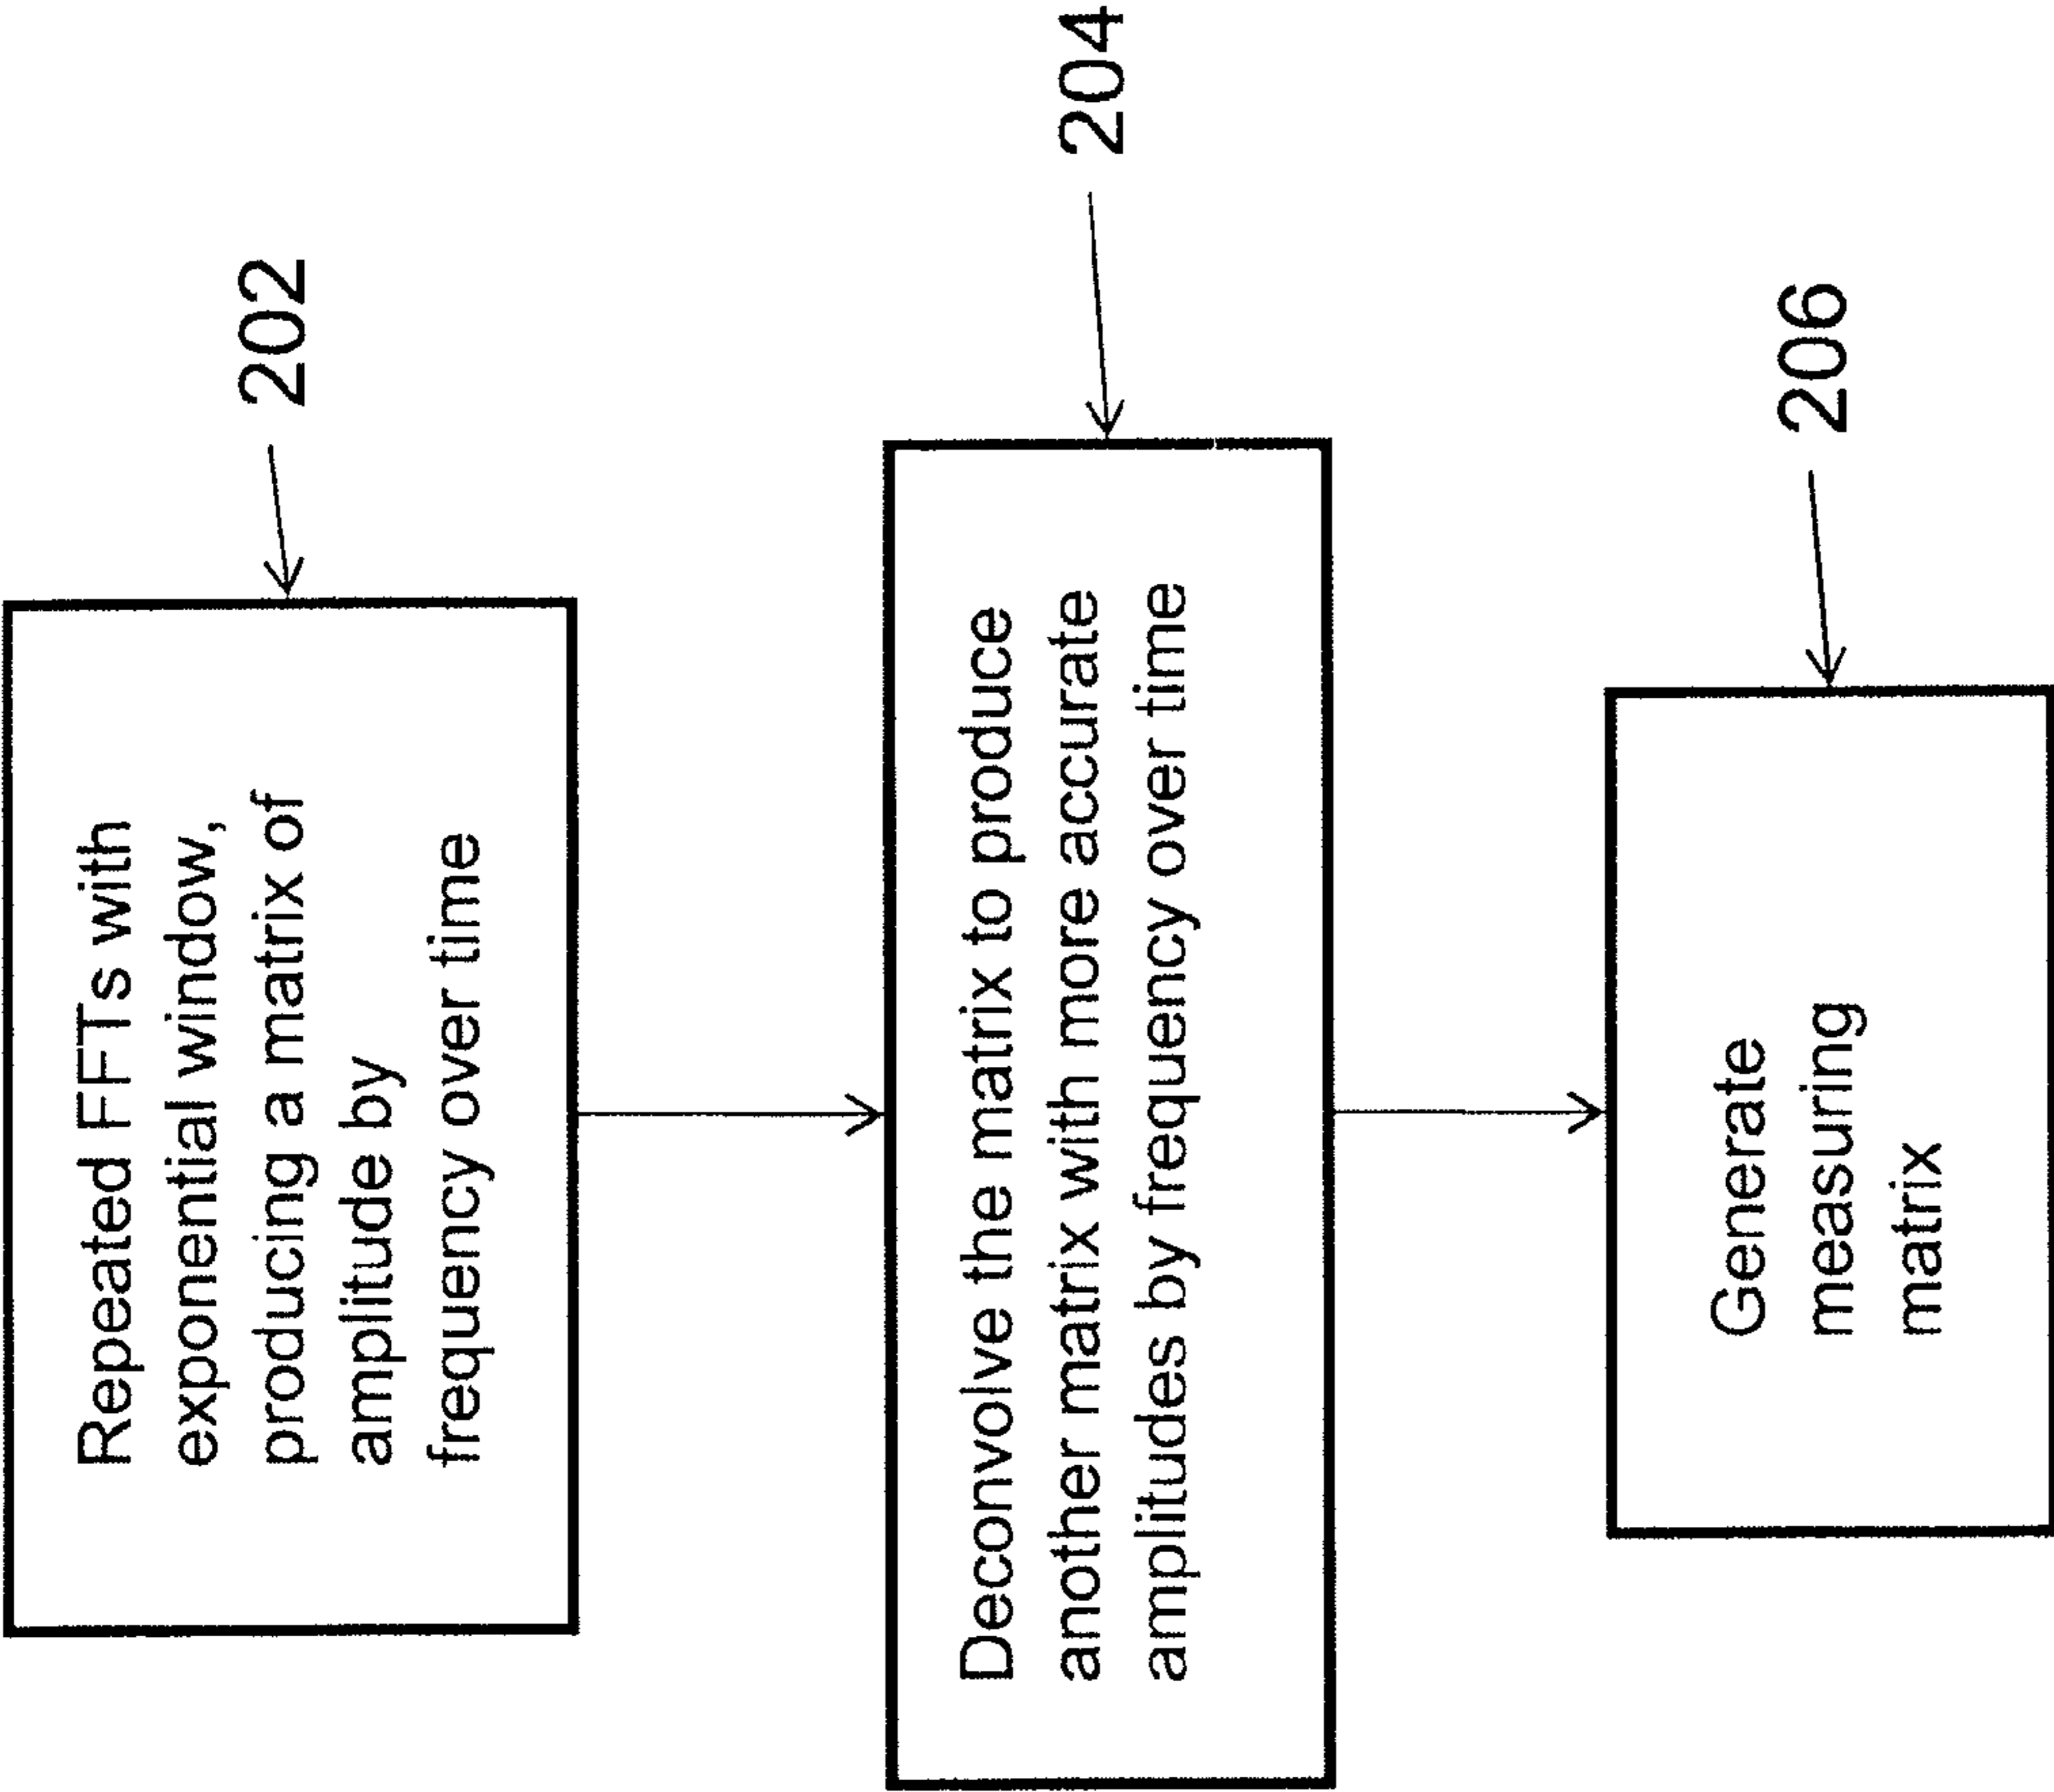 Repeated FFTs with
exponential window,
producing a matrix of
amplitude by
frequency over time
202
Deconvolve the matrix to produce
another matrix with more accurate
amplitudes by frequency over time
204
Generate
measuring
matrix
206